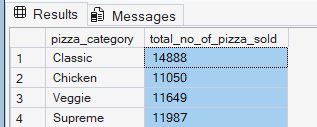 Results Messages
pizza_category total_no_of_pizza_sold
1 Classic 14888
2 Chicken 11050
3 Veggie 11649
4 Supreme 11987